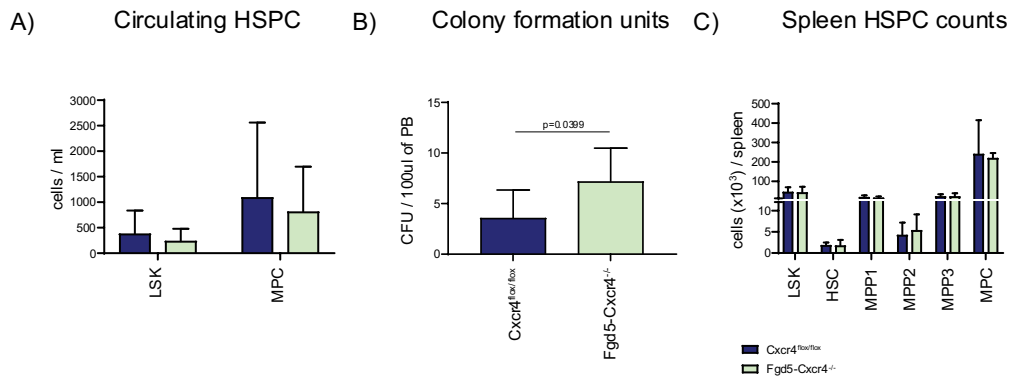 A) Circulating HSPC
B) Colony formation units
C) Spleen HSPC counts
cells / ml
3000
2500
2000
1500
1000
500
0
LSK
MPC
CFU / 100ul of PB
15
10
5
0
p=0.0399
Cxcr4flox/flox
Fgd5-Cxcr4-/-
cells (x10³) / spleen
500
400
300
200
100
10
5
0
LSK
HSC
MPP1
MPP2
MPP3
MPC
Cxcr4flox/flox
Fgd5-Cxcr4-/-